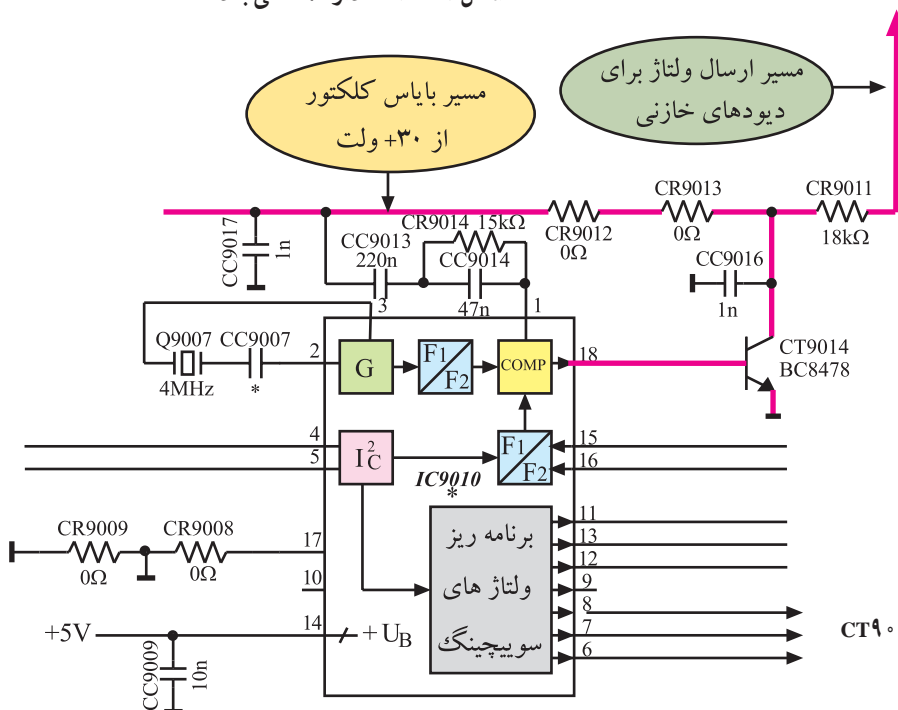 مسیر بایاس کلکتور
از ۳۰+ ولت
مسیر ارسال ولتاژ برای
دیودهای خازنی
CR9013
CR9011
CR9014 15kΩ
CR9012
0Ω
0Ω
18kΩ
CC9017
1n
CC9013
220n
CC9014
47n
CC9016
1n
3
1
Q9007
CC9007
4MHz
*
2
G
F1
F2
COMP
18
CT9014
BC8478
4
5
I²C
F1
F2
15
16
IC9010
*
CR9009
CR9008
0Ω
0Ω
17
10
برنامه ریز
ولتاژ های
سوییچینگ
11
13
12
9
8
7
6
+5V
14
+UB
CC9009
10n
CT۹۰